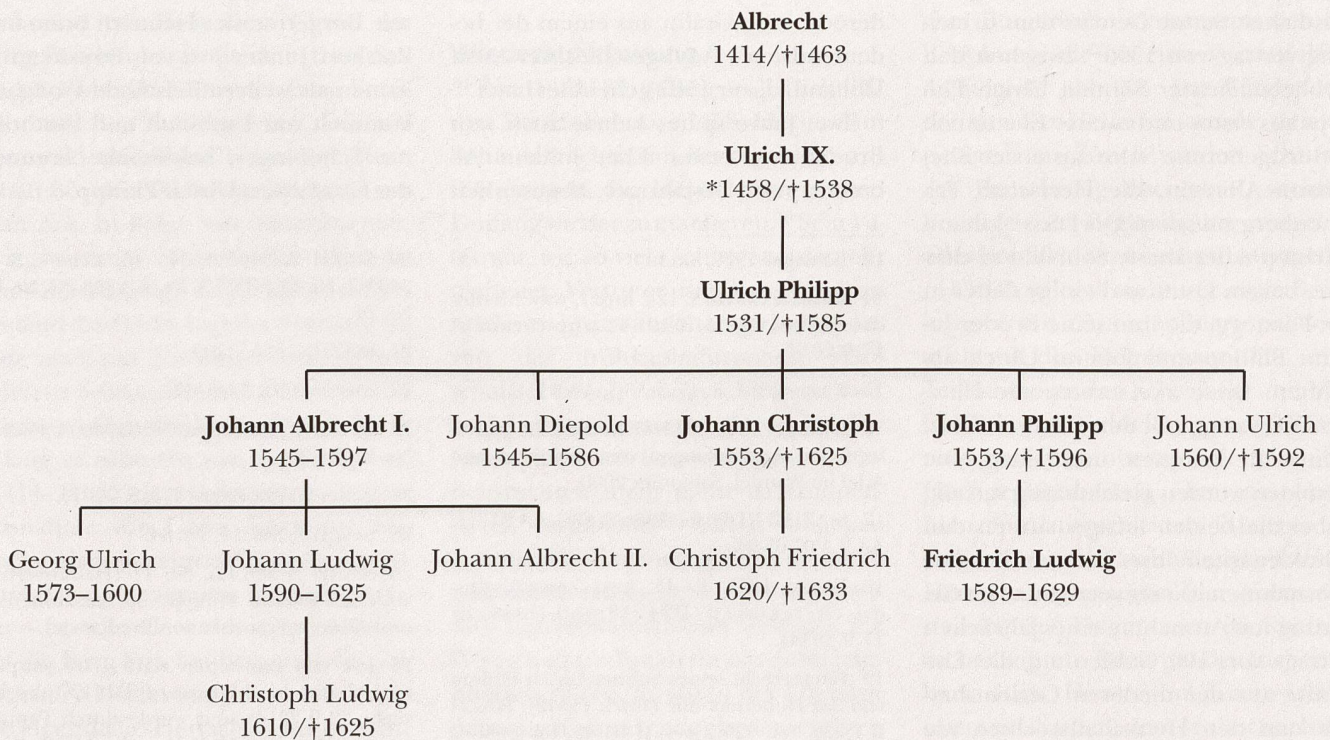 Albrecht
1414/†1463
Ulrich IX.
*1458/†1538
Ulrich Philipp
1531/†1585
Johann Albrecht I.
1545–1597
Johann Diepold
1545–1586
Johann Christoph
1553/†1625
Johann Philipp
1553/†1596
Johann Ulrich
1560/†1592
Georg Ulrich
1573–1600
Johann Ludwig
1590–1625
Johann Albrecht II.
Christoph Friedrich
1620/†1633
Friedrich Ludwig
1589–1629
Christoph Ludwig
1610/†1625